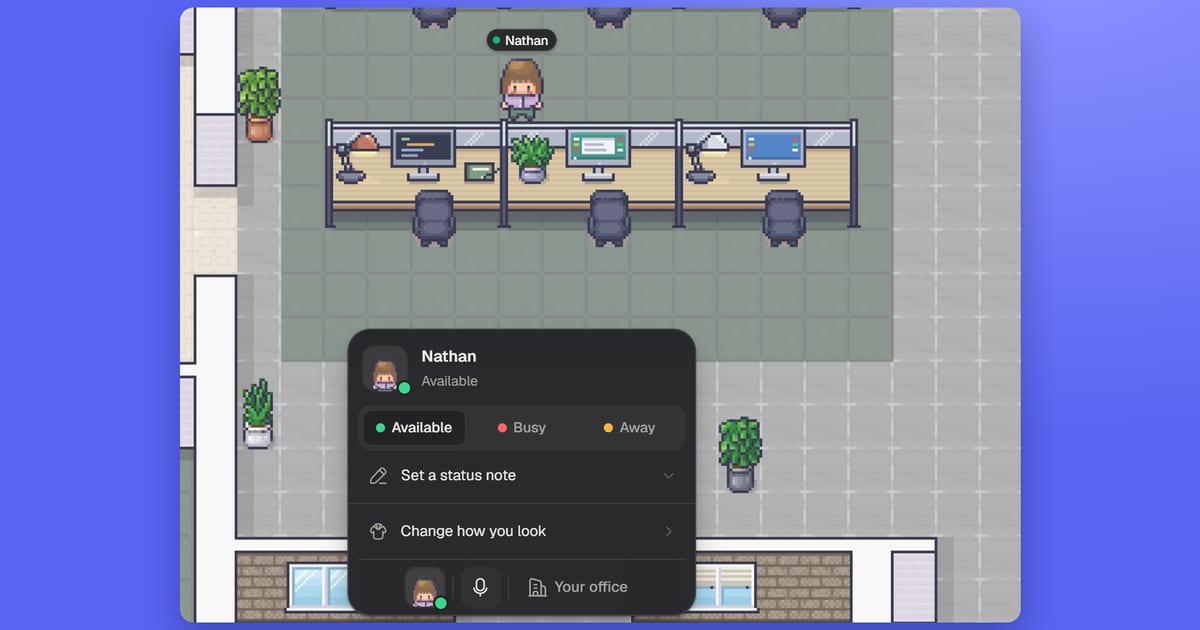 Nathan
Nathan
Available
Available
Busy
Away
Set a status note
Change how you look
Your office